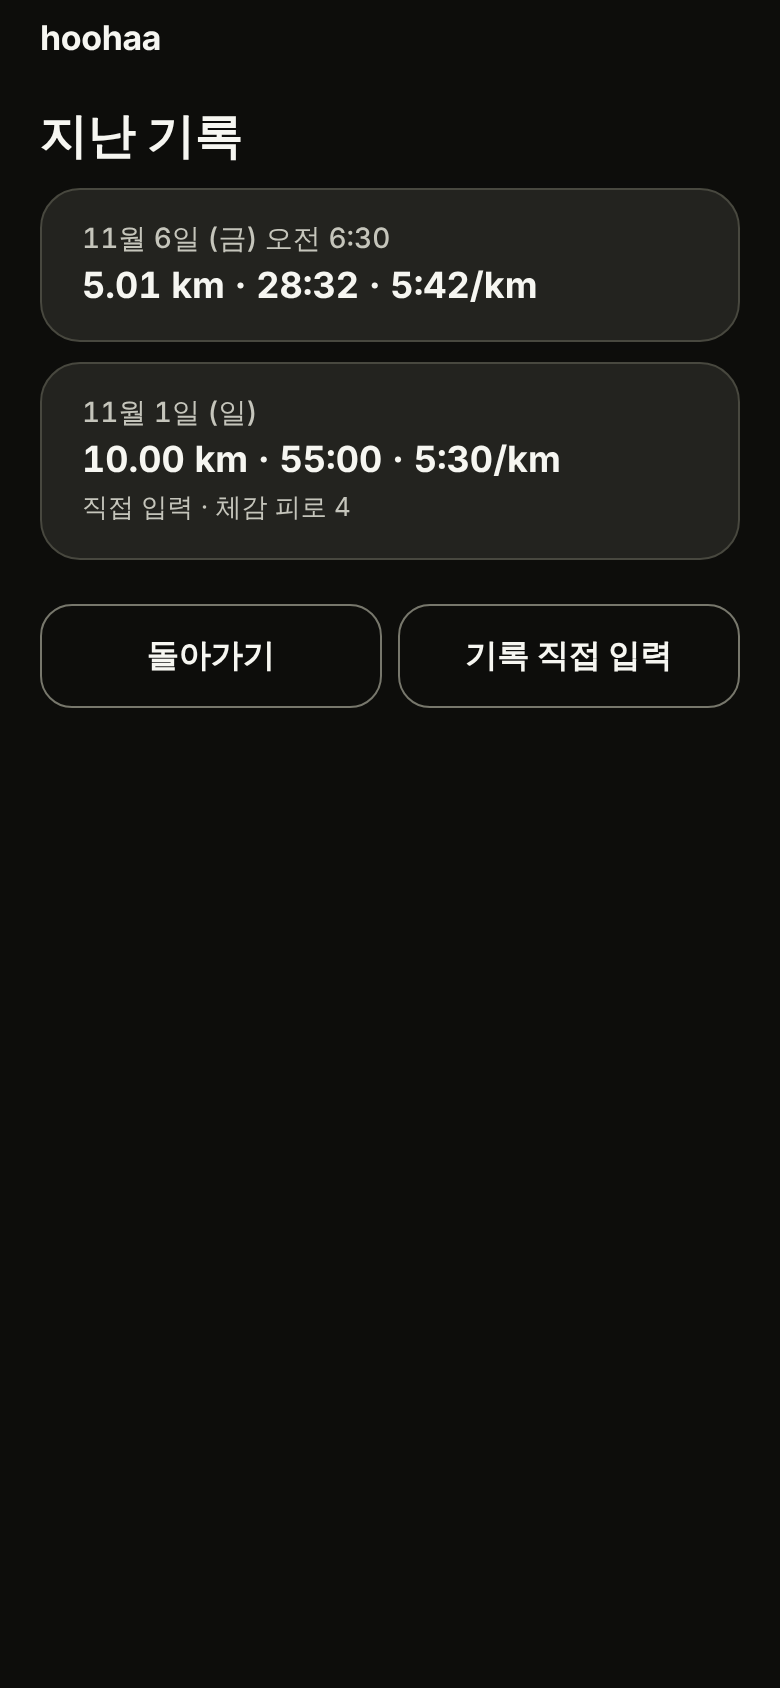 hoohaa
지난 기록
11월 6일 (금) 오전 6:30
5.01 km · 28:32 · 5:42/km
11월 1일 (일)
10.00 km · 55:00 · 5:30/km
직접 입력 · 체감 피로 4
돌아가기
기록 직접 입력